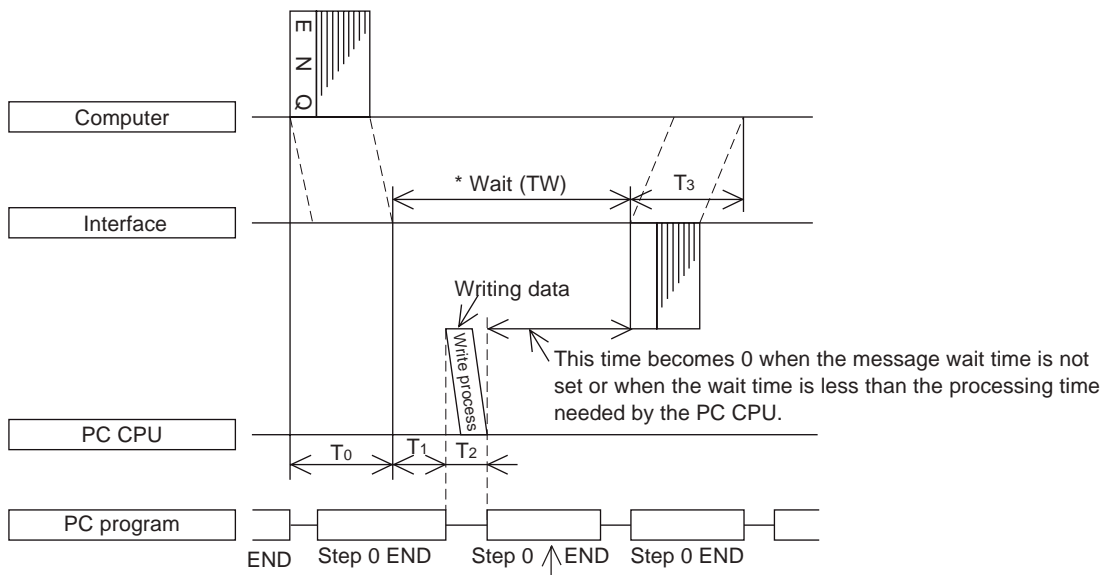 E N Q
Computer
* Wait (TW)
T3
Interface
Writing data
Write process
This time becomes 0 when the message wait time is not
set or when the wait time is less than the processing time
needed by the PC CPU.
PC CPU
T0
T1
T2
PC program
END
Step 0 END
Step 0
END
Step 0 END